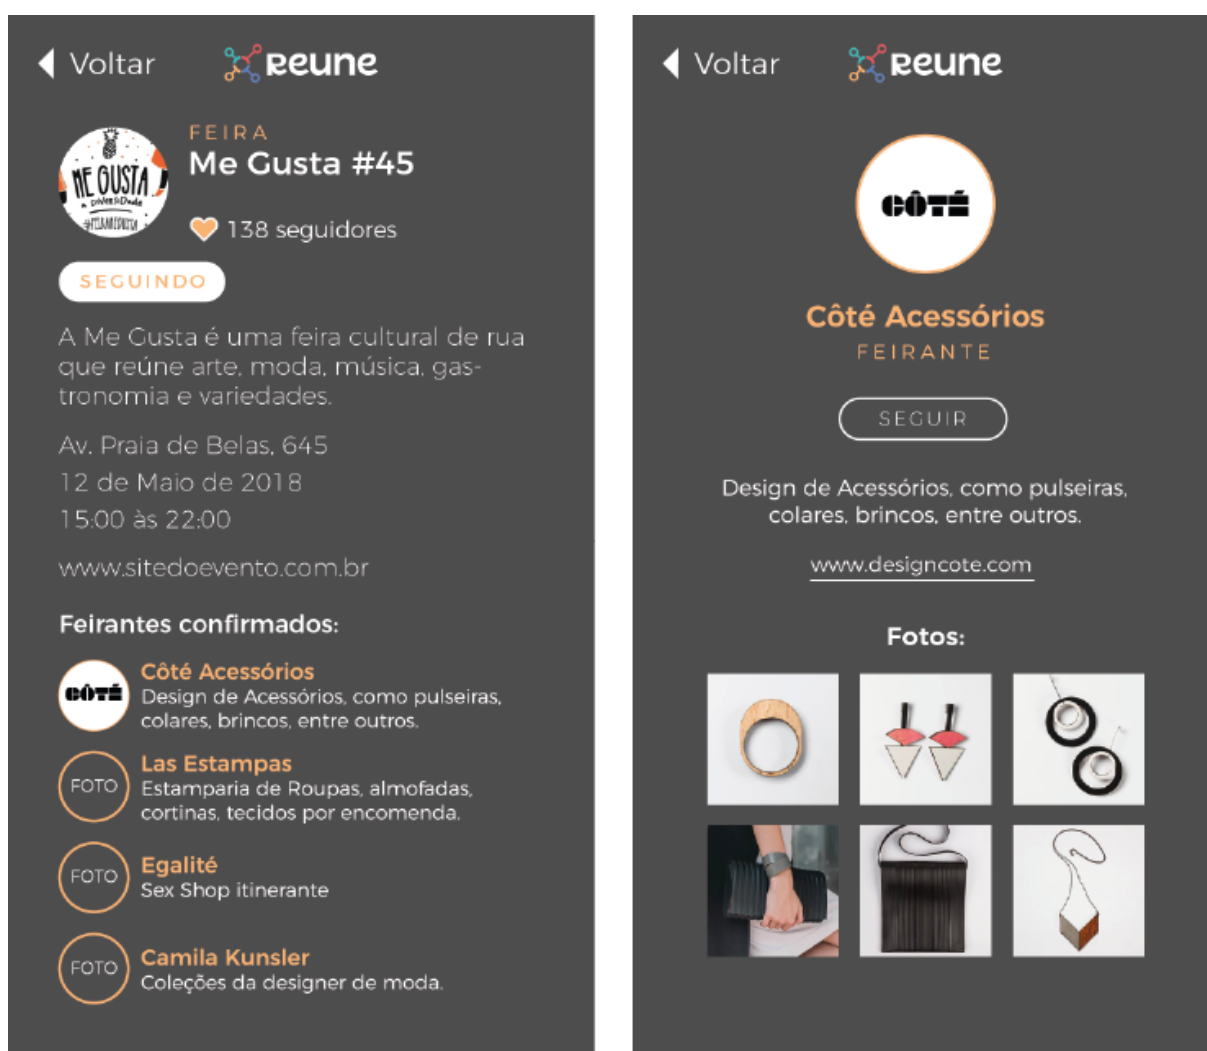 Voltar
Reune
FEIRA
Me Gusta #45
ME GUSTA
138 seguidores
SEGUINDO
A Me Gusta é uma feira cultural de rua
que reúne arte, moda, música, gas-
tronomia e variedades.
Av. Praia de Belas, 645
12 de Maio de 2018
15:00 às 22:00
www.sitedoevento.com.br
Feirantes confirmados:
CÔTÉ
Côté Acessórios
Design de Acessórios, como pulseiras,
colares, brincos, entre outros.
FOTO
Las Estampas
Estamparia de Roupas, almofadas,
cortinas, tecidos por encomenda.
FOTO
Egalité
Sex Shop itinerante
FOTO
Camila Kunsler
Coleções da designer de moda.
Voltar
Reune
CÔTÉ
Côté Acessórios
FEIRANTE
SEGUIR
Design de Acessórios, como pulseiras,
colares, brincos, entre outros.
www.designcote.com
Fotos: